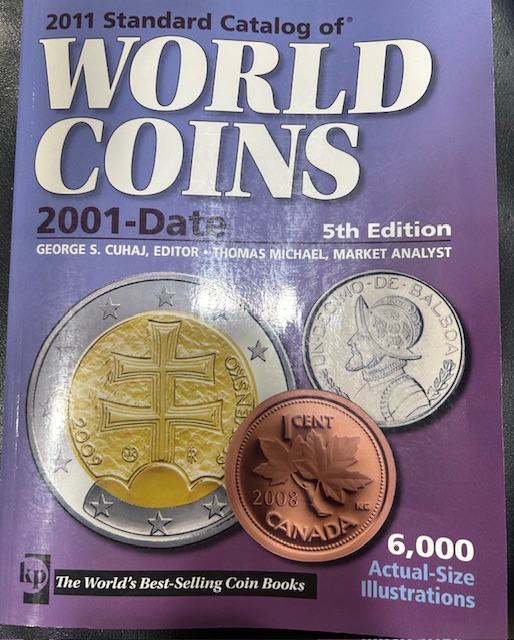 2011 Standard Catalog of®
WORLD
COINS
2001-Date
5th Edition
GEORGE S. CUHAJ, EDITOR • THOMAS MICHAEL, MARKET ANALYST
UN·DECIMO·DE·BALBOA
SLOVENSKO
2009
1 CENT
2008
CANADA
6,000
Actual-Size
Illustrations
kp
The World's Best-Selling Coin Books